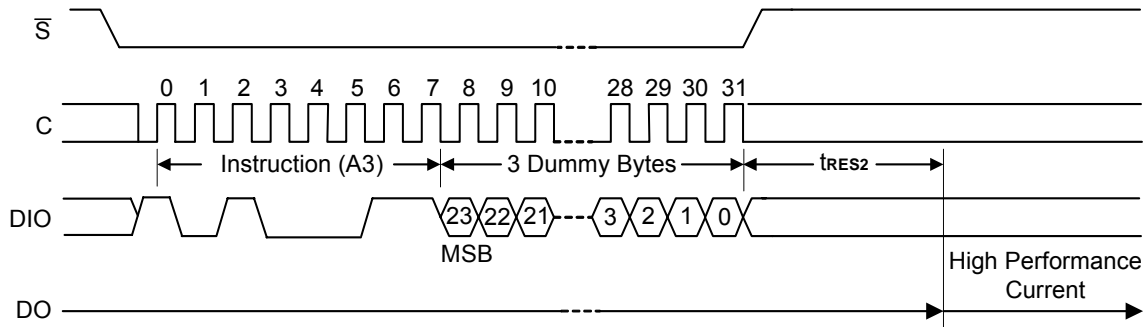 S
0 1 2 3 4 5 6 7 8 9 10 28 29 30 31
C
Instruction (A3) 3 Dummy Bytes tRES2
DIO 23 22 21 3 2 1 0
MSB
High Performance
Current
DO